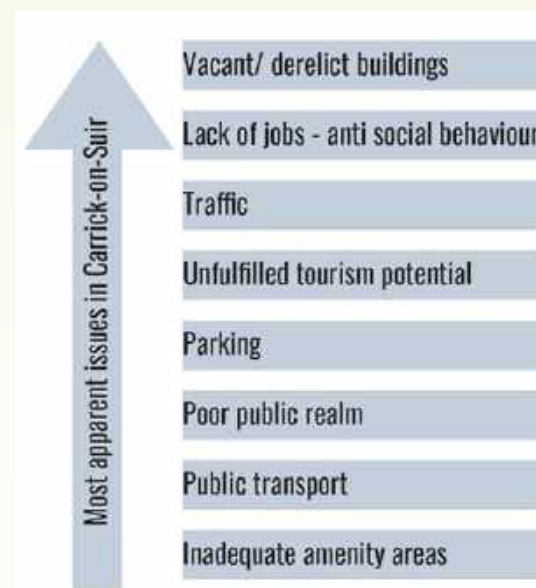 Most apparent issues in Carrick-on-Suir
Vacant/ derelict buildings
Lack of jobs - anti social behaviour
Traffic
Unfulfilled tourism potential
Parking
Poor public realm
Public transport
Inadequate amenity areas